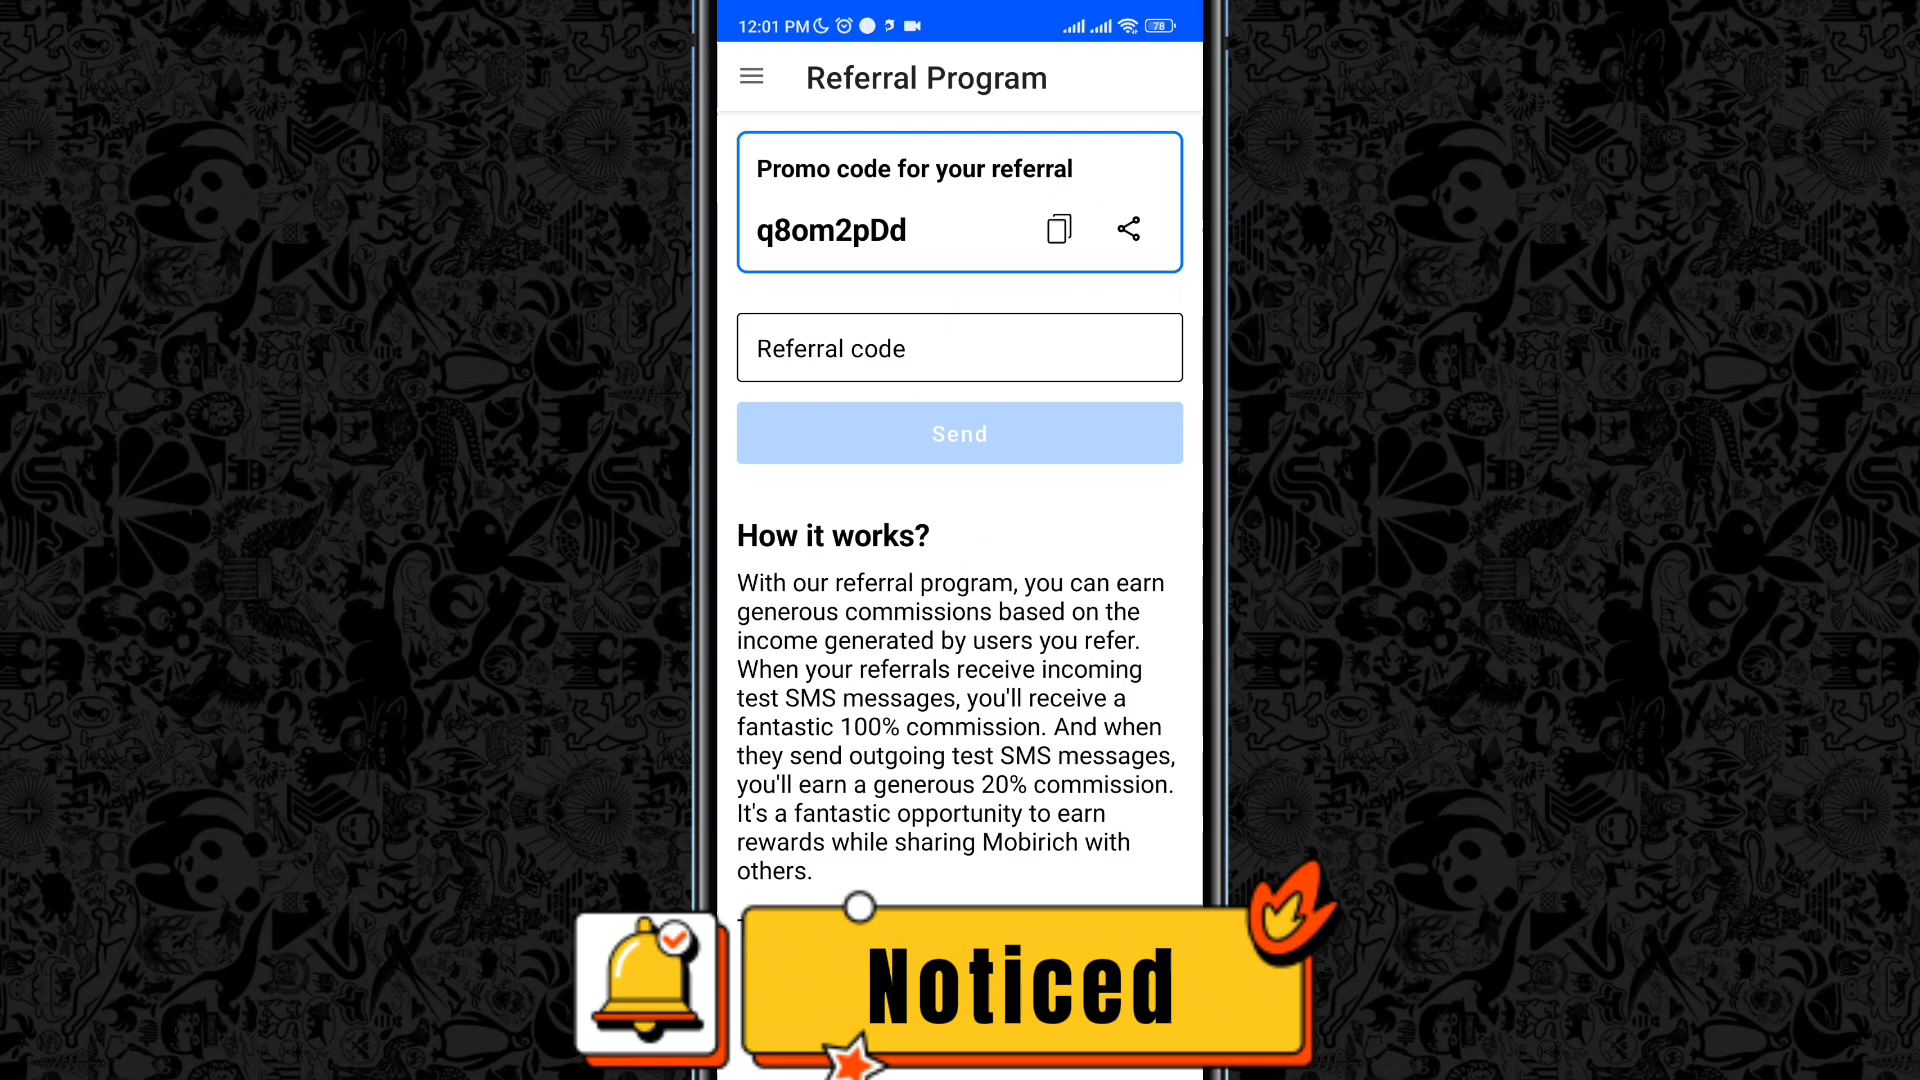 12:01 PM
78
Referral Program
Promo code for your referral
q8om2pDd
Referral code
Send
How it works?
With our referral program, you can earn
generous commissions based on the
income generated by users you refer.
When your referrals receive incoming
test SMS messages, you'll receive a
fantastic 100% commission. And when
they send outgoing test SMS messages,
you'll earn a generous 20% commission.
It's a fantastic opportunity to earn
rewards while sharing Mobirich with
others.
Noticed